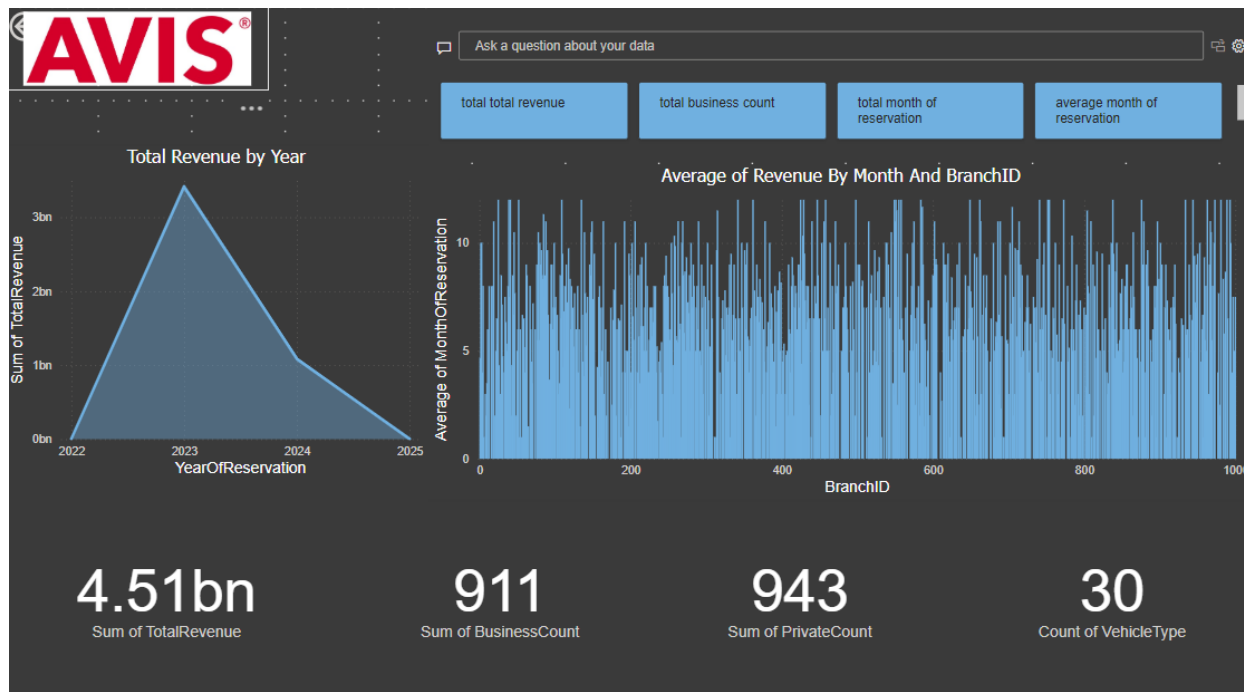 AVIS®
Ask a question about your data
total total revenue
total business count
total month of
reservation
average month of
reservation
Total Revenue by Year
Sum of TotalRevenue
3bn
2bn
1bn
0bn
2022 2023 2024 2025
YearOfReservation
Average of Revenue By Month And BranchID
Average of MonthOfReservation
10
5
0
0 200 400 600 800 1000
BranchID
4.51bn
Sum of TotalRevenue
911
Sum of BusinessCount
943
Sum of PrivateCount
30
Count of VehicleType